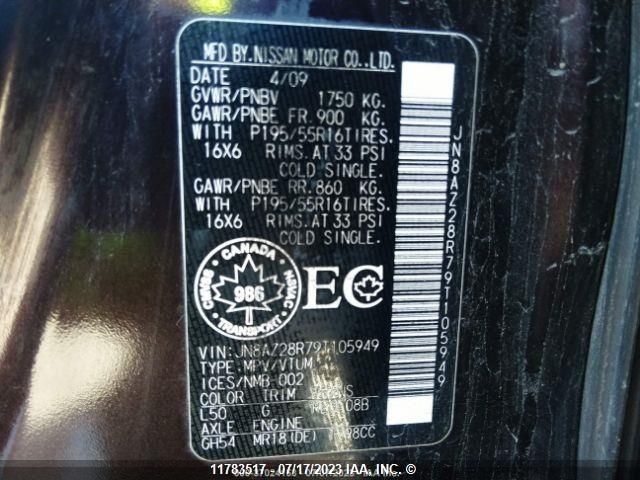 MFD BY.NISSAN MOTOR CO.,LTD.
DATE 4/09
GVWR/PNBV 1750 KG.
GAWR/PNBE FR. 900 KG.
WITH P195/55R16TIRES.
16X6 RIMS.AT 33 PSI
COLD SINGLE.
GAWR/PNBE RR. 860 KG.
WITH P195/55R16TIRES.
16X6 RIMS.AT 33 PSI
COLD SINGLE.
CANADA
986
TRANSPORT
EC
VIN: JN8AZ28R79T105949
TYPE: MPV/VTUM
ICES/NMB-002
COLOR TRIM
L50 G
AXLE ENGINE
GH54 MR18(DE)
JN8AZ28R79T105949
11783517 - 07/17/2023 IAA, INC.